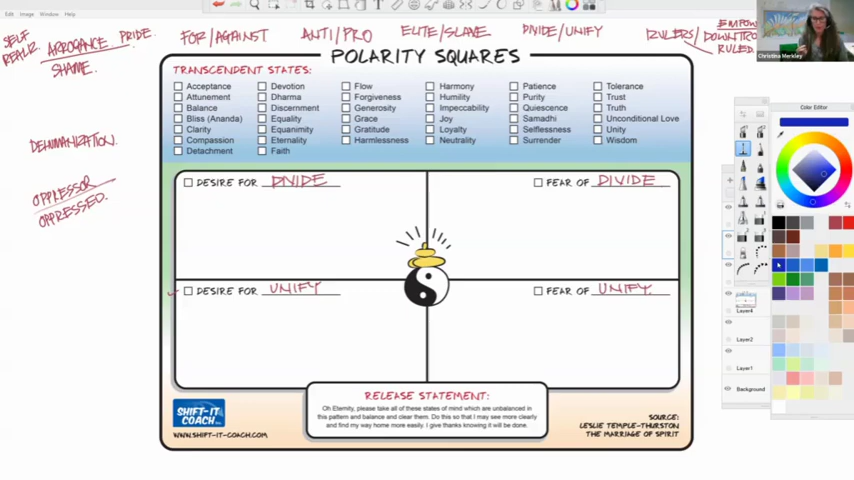 Edit Image Window
SELF
REALIZ.
ARROGANCE
PRIDE.
SHAME.
FOR/AGAINST
ANTI/PRO
ELITE/SLAVE
DIVIDE/UNIFY
RULERS/DOWNTRO
RULED.
EMPOW
Christina Merkley
DEHUMANIZATION.
OPPRESSOR
OPPRESSED.
POLARITY SQUARES
TRANSCENDENT STATES:
Acceptance Devotion Flow Harmony Patience Tolerance
Attunement Dharma Forgiveness Humility Purity Trust
Balance Discernment Generosity Impeccability Quiescence Truth
Bliss (Ananda) Equality Grace Joy Samadhi Unconditional Love
Clarity Equanimity Gratitude Loyalty Selflessness Unity
Compassion Eternality Harmlessness Neutrality Surrender Wisdom
Detachment Faith
DESIRE FOR DIVIDE
FEAR OF DIVIDE
DESIRE FOR UNIFY
FEAR OF UNIFY.
RELEASE STATEMENT:
Oh Eternity, please take all of these states of mind which are unbalanced in
this pattern and balance and clear them. Do this so that I may see more clearly
and find my way home more easily. I give thanks knowing it will be done.
SHIFT-IT
COACH
WWW.SHIFT-IT-COACH.COM
SOURCE:
LESLIE TEMPLE-THURSTON
THE MARRIAGE OF SPIRIT
Color Editor
Layer4
Layer2
Layer1
Background